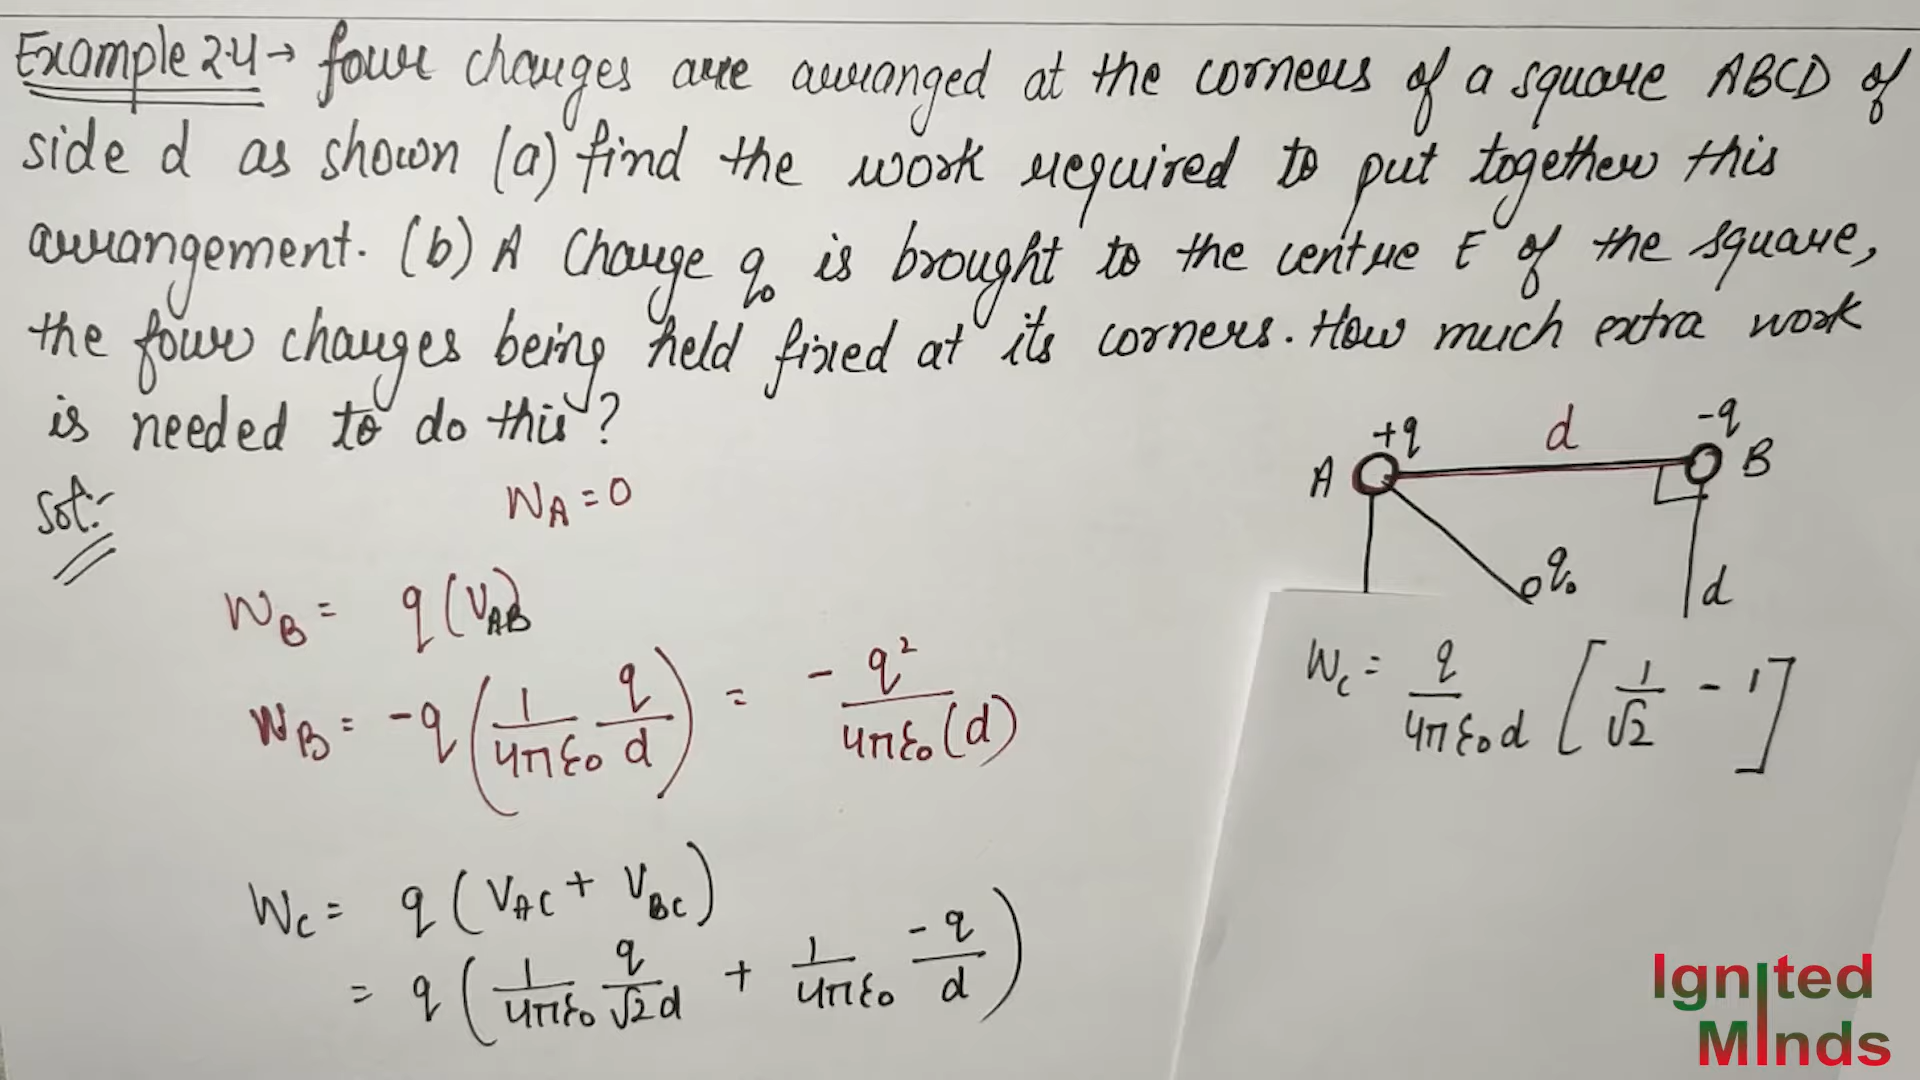 Example 2.4 → four charges are arranged at the corners of a square ABCD of
side d as shown (a) find the work required to put together this
arrangement. (b) A charge q₀ is brought to the centre E of the square,
the four charges being held fixed at its corners. How much extra work
is needed to do this?
Sol:-
W_A = 0
W_B = q (V_AB)
W_B = -q (1/4πε₀ q/d) = - q²/4πε₀(d)
W_C = q (V_AC + V_BC)
= q (1/4πε₀ q/√2d + 1/4πε₀ -q/d)
+q d -q
A B
q₀ d
W_C = q/4πε₀d [1/√2 - 1]
Ignited
Minds